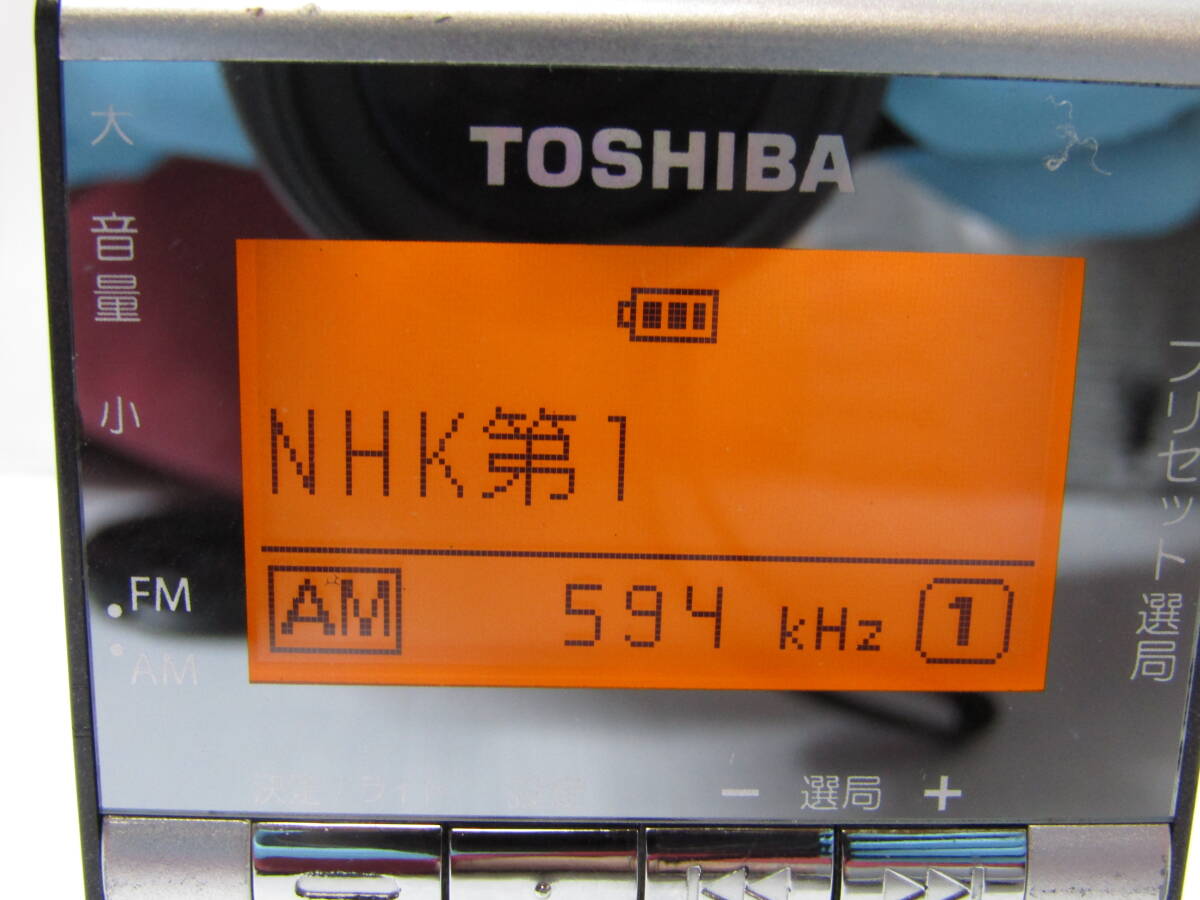 TOSHIBA
大
音量
小
NHK第1
AM 594 kHz 1
プリセット選局
FM
AM
− 選局 +